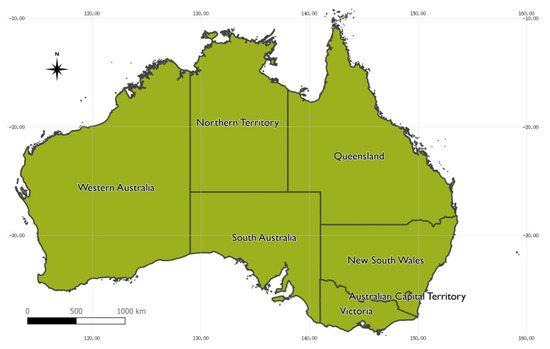 120,00 130,00 140,00 150,00 160,00
-10,00 -10,00
N
Northern Territory
-20,00 -20,00
Queensland
Western Australia
South Australia
-30,00 -30,00
New South Wales
Australian Capital Territory
Victoria
0 500 1000 km
120,00 130,00 140,00 150,00 160,00